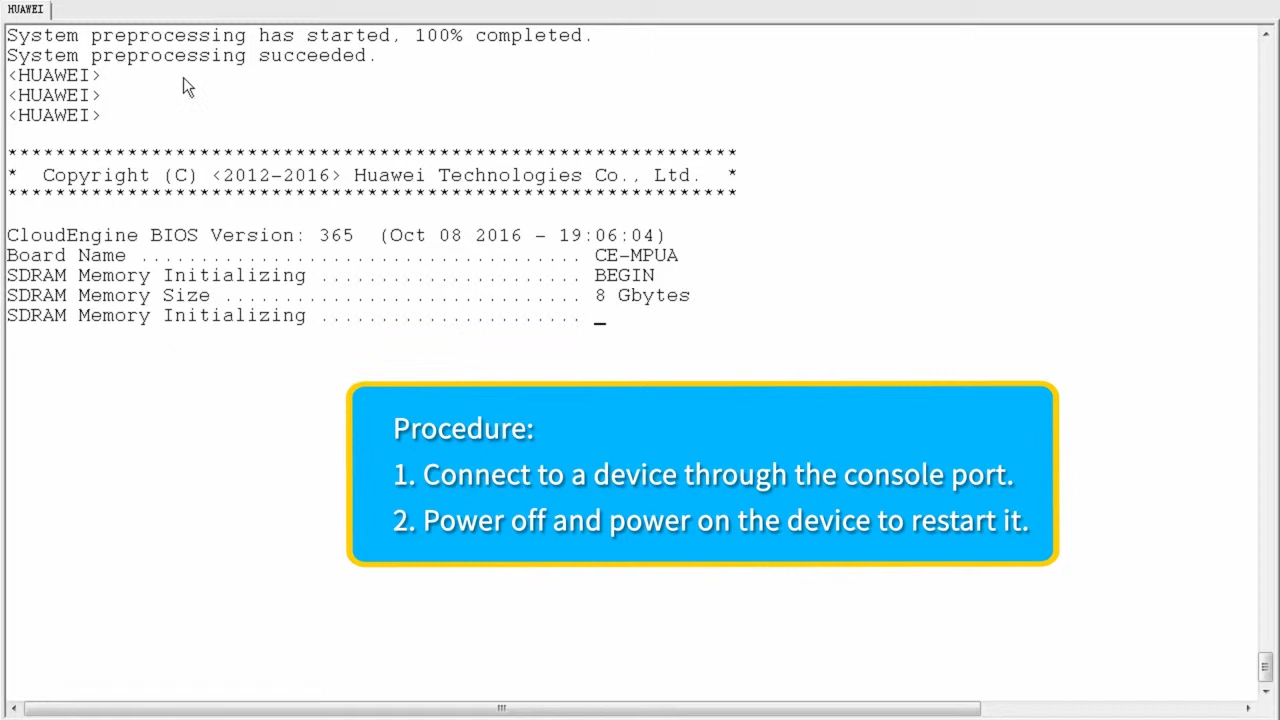 HUAWEI
System preprocessing has started, 100% completed.
System preprocessing succeeded.
<HUAWEI>
<HUAWEI>
<HUAWEI>
*************************************************************
*  Copyright (C) <2012-2016> Huawei Technologies Co., Ltd.  *
*************************************************************
CloudEngine BIOS Version: 365  (Oct 08 2016 - 19:06:04)
Board Name ..................................... CE-MPUA
SDRAM Memory Initializing ...................... BEGIN
SDRAM Memory Size .............................. 8 Gbytes
SDRAM Memory Initializing ...................... _
Procedure:
1. Connect to a device through the console port.
2. Power off and power on the device to restart it.